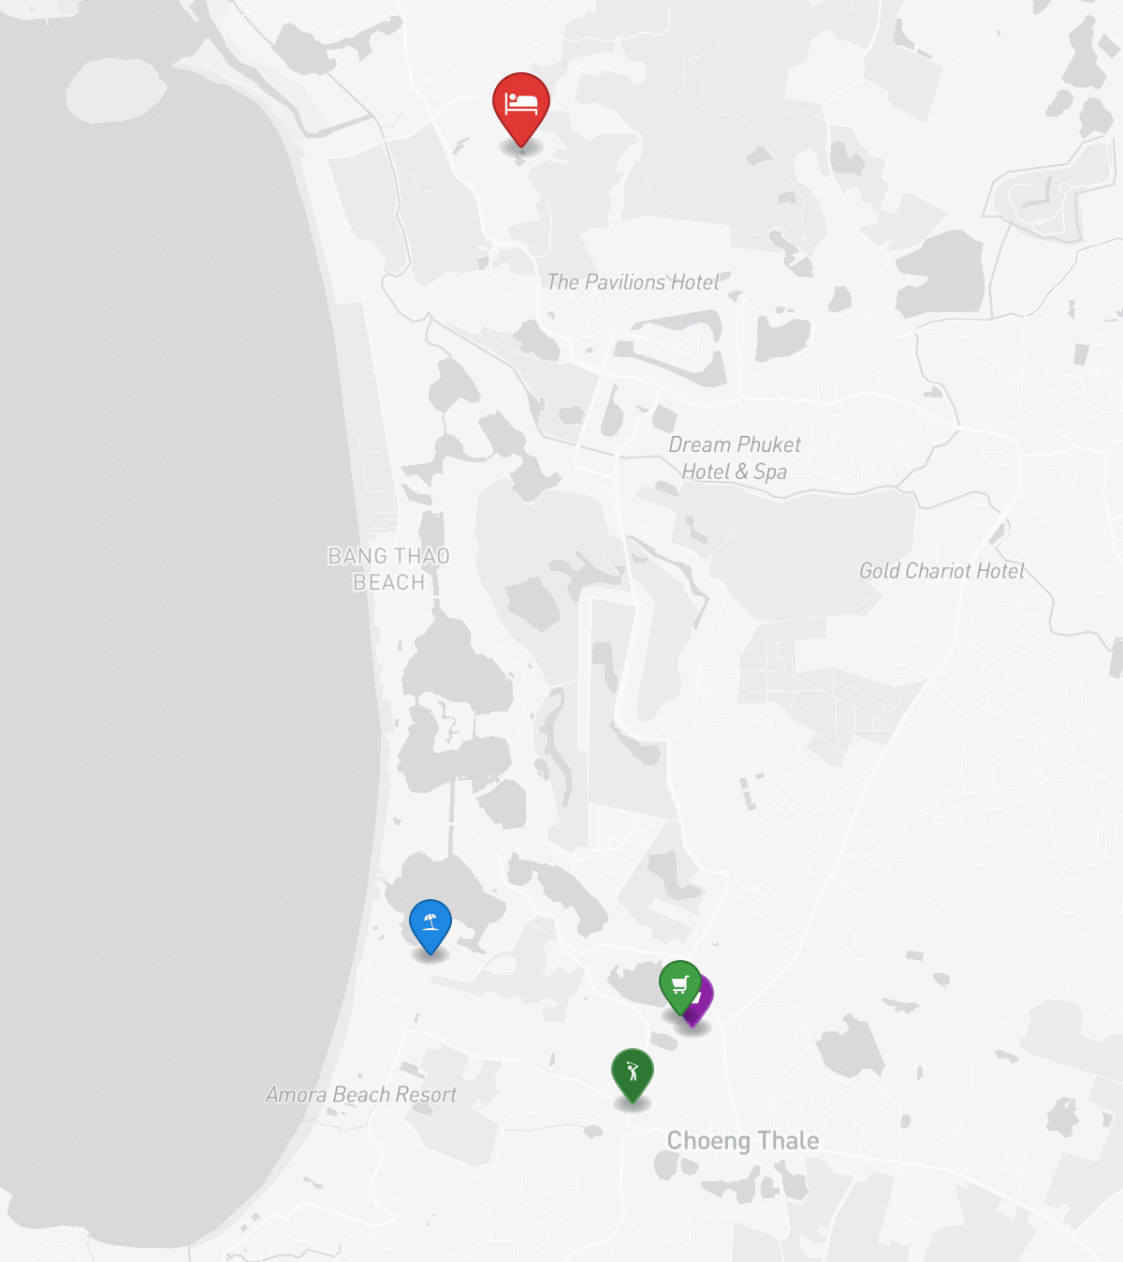 The Pavilions Hotel
Dream Phuket
Hotel & Spa
BANG THAO
BEACH
Gold Chariot Hotel
Amora Beach Resort
Choeng Thale